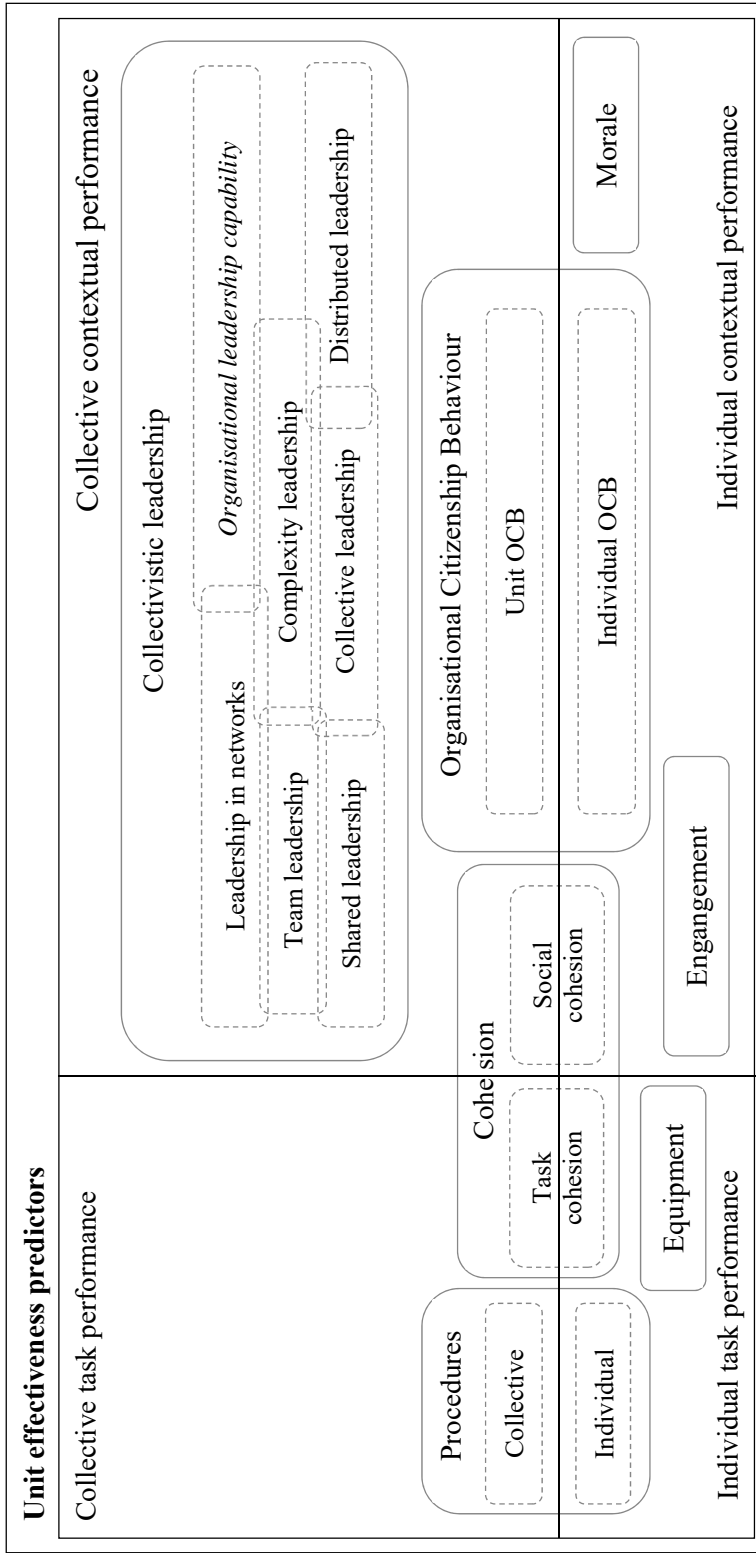 Unit effectiveness predictors
Collective task performance
Collective contextual performance
Collectivistic leadership
Leadership in networks
Organisational leadership capability
Team leadership
Complexity leadership
Shared leadership
Collective leadership
Distributed leadership
Procedures
Collective
Individual
Cohesion
Task
cohesion
Social
cohesion
Organisational Citizenship Behaviour
Unit OCB
Individual OCB
Morale
Equipment
Engangement
Individual task performance
Individual contextual performance